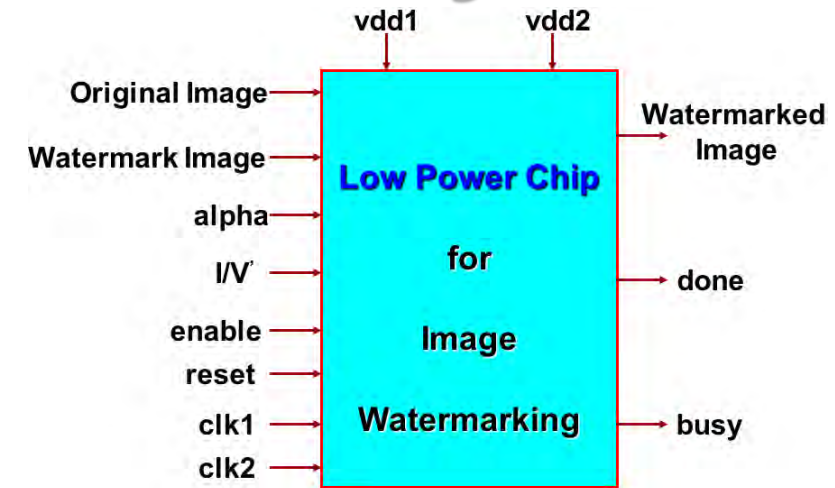 vdd1 vdd2
Original Image
Watermark Image
alpha
I/V’
enable
reset
clk1
clk2
Low Power Chip
for
Image
Watermarking
Watermarked
Image
done
busy